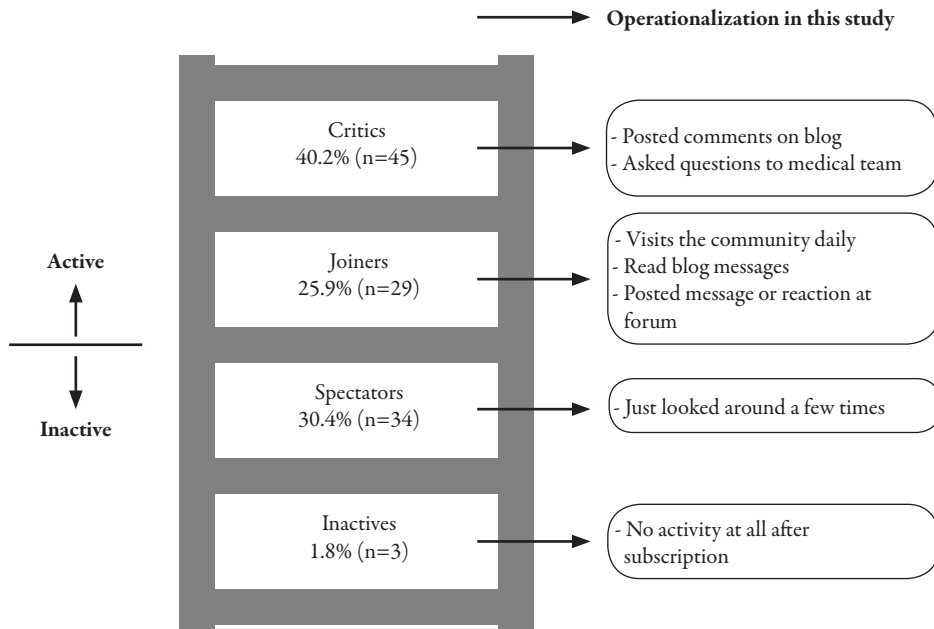 Operationalization in this study
Critics
40.2% (n=45)
- Posted comments on blog
- Asked questions to medical team
Active
Joiners
25.9% (n=29)
- Visits the community daily
- Read blog messages
- Posted message or reaction at
forum
Inactive
Spectators
30.4% (n=34)
- Just looked around a few times
Inactives
1.8% (n=3)
- No activity at all after
subscription